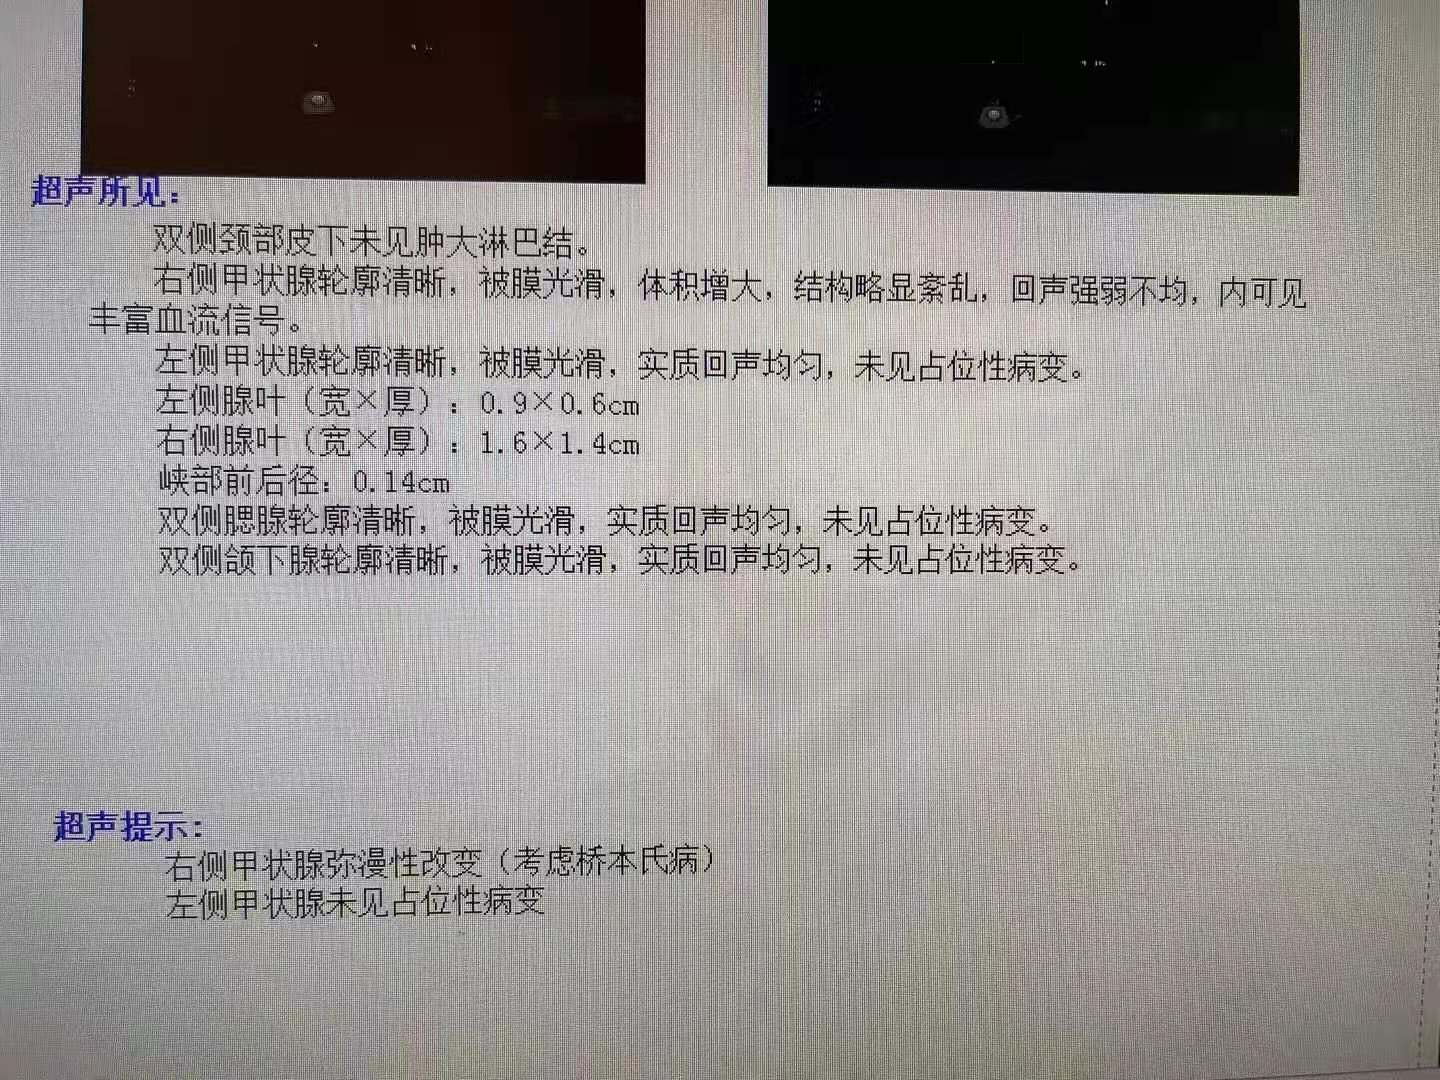 超声所见：
双侧颈部皮下未见肿大淋巴结。
右侧甲状腺轮廓清晰，被膜光滑，体积增大，结构略显紊乱，回声强弱不均，内可见
丰富血流信号。
左侧甲状腺轮廓清晰，被膜光滑，实质回声均匀，未见占位性病变。
左侧腺叶（宽×厚）：0.9×0.6cm
右侧腺叶（宽×厚）：1.6×1.4cm
峡部前后径：0.14cm
双侧腮腺轮廓清晰，被膜光滑，实质回声均匀，未见占位性病变。
双侧颌下腺轮廓清晰，被膜光滑，实质回声均匀，未见占位性病变。
超声提示：
右侧甲状腺弥漫性改变（考虑桥本氏病）
左侧甲状腺未见占位性病变